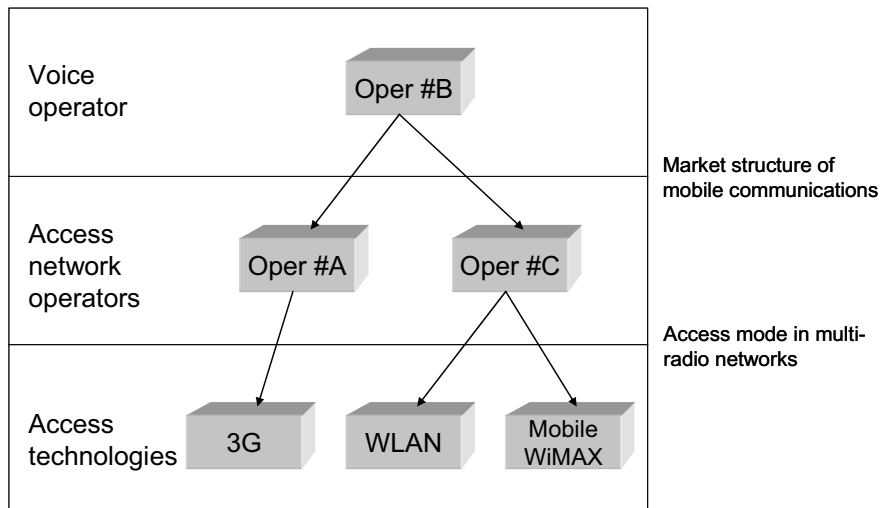 Voice
operator
Oper #B
Market structure of
mobile communications
Access
network
operators
Oper #A
Oper #C
Access mode in multi-
radio networks
Access
technologies
3G
WLAN
Mobile
WiMAX